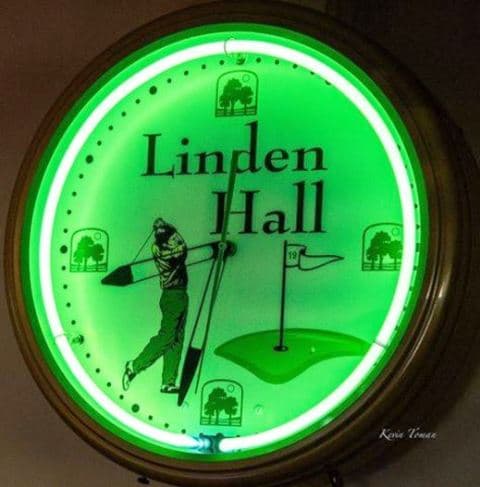 Linden
Hall
19
Kevin Toman